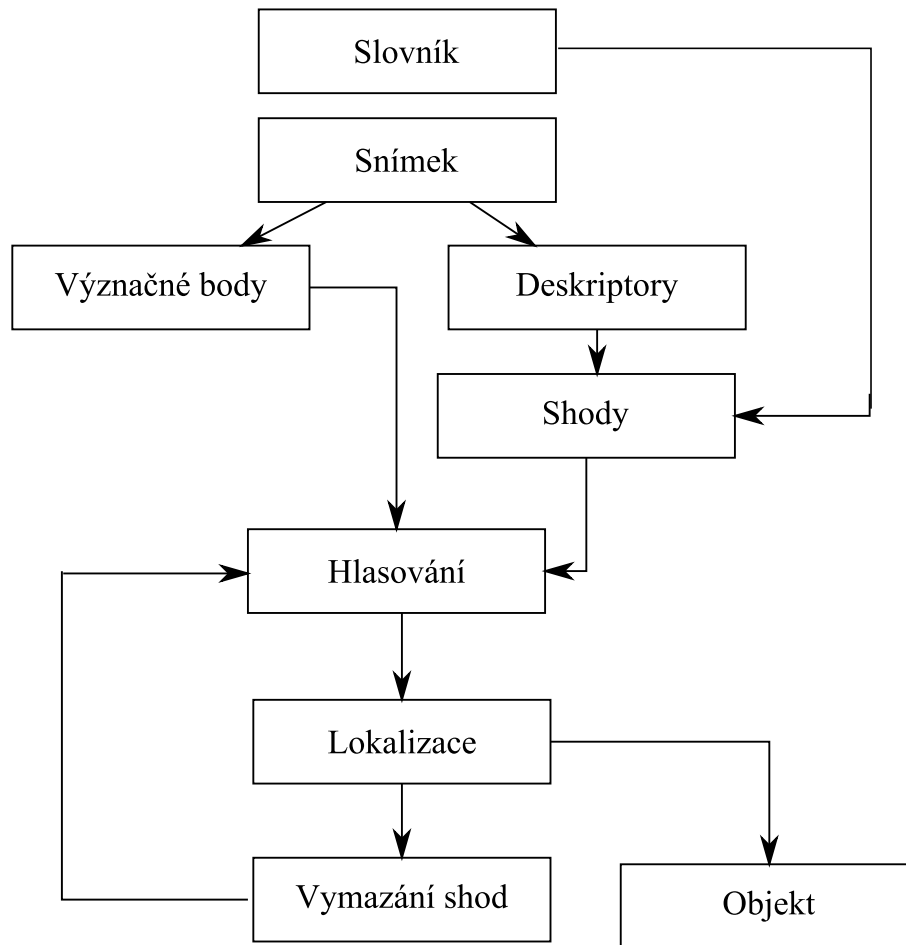 Slovník
Snímek
Význačné body
Deskriptory
Shody
Hlasování
Lokalizace
Vymazání shod
Objekt